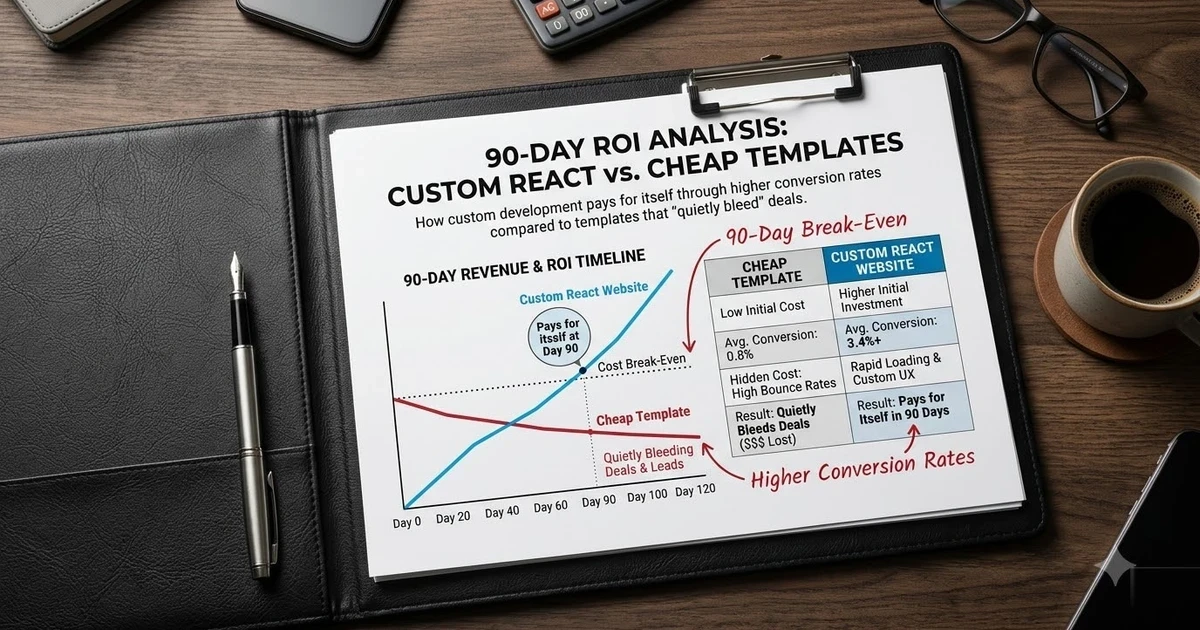 AC
0
00
90-DAY ROI ANALYSIS:
CUSTOM REACT vs. CHEAP TEMPLATES
How custom development pays for itself through higher conversion rates
compared to templates that "quietly bleed" deals.
90-Day Break-Even
90-DAY REVENUE & ROI TIMELINE
Custom React Website
Pays for
itsslf at
Day 90
Cost Break-Even
Cheap Template
Quietly Bleeding
Deals & Leads
Day 0 Day 20 Day 40 Day 60 Day 90 Day 100 Day 120
CHEAP
TEMPLATE
CUSTOM REACT
WEBSITE
Low Initial Cost
Higher Initial
Investment
Avg. Conversion:
0.8%
Avg. Conversion:
3.4%+
Hidden Cost:
High Bounce Rates
Rapid Loading &
Custom UX
Result: Quietly
Bleeds Deals
($$$ Lost)
Result: Pays for
Itself in 90 Days
Higher Conversion Rates